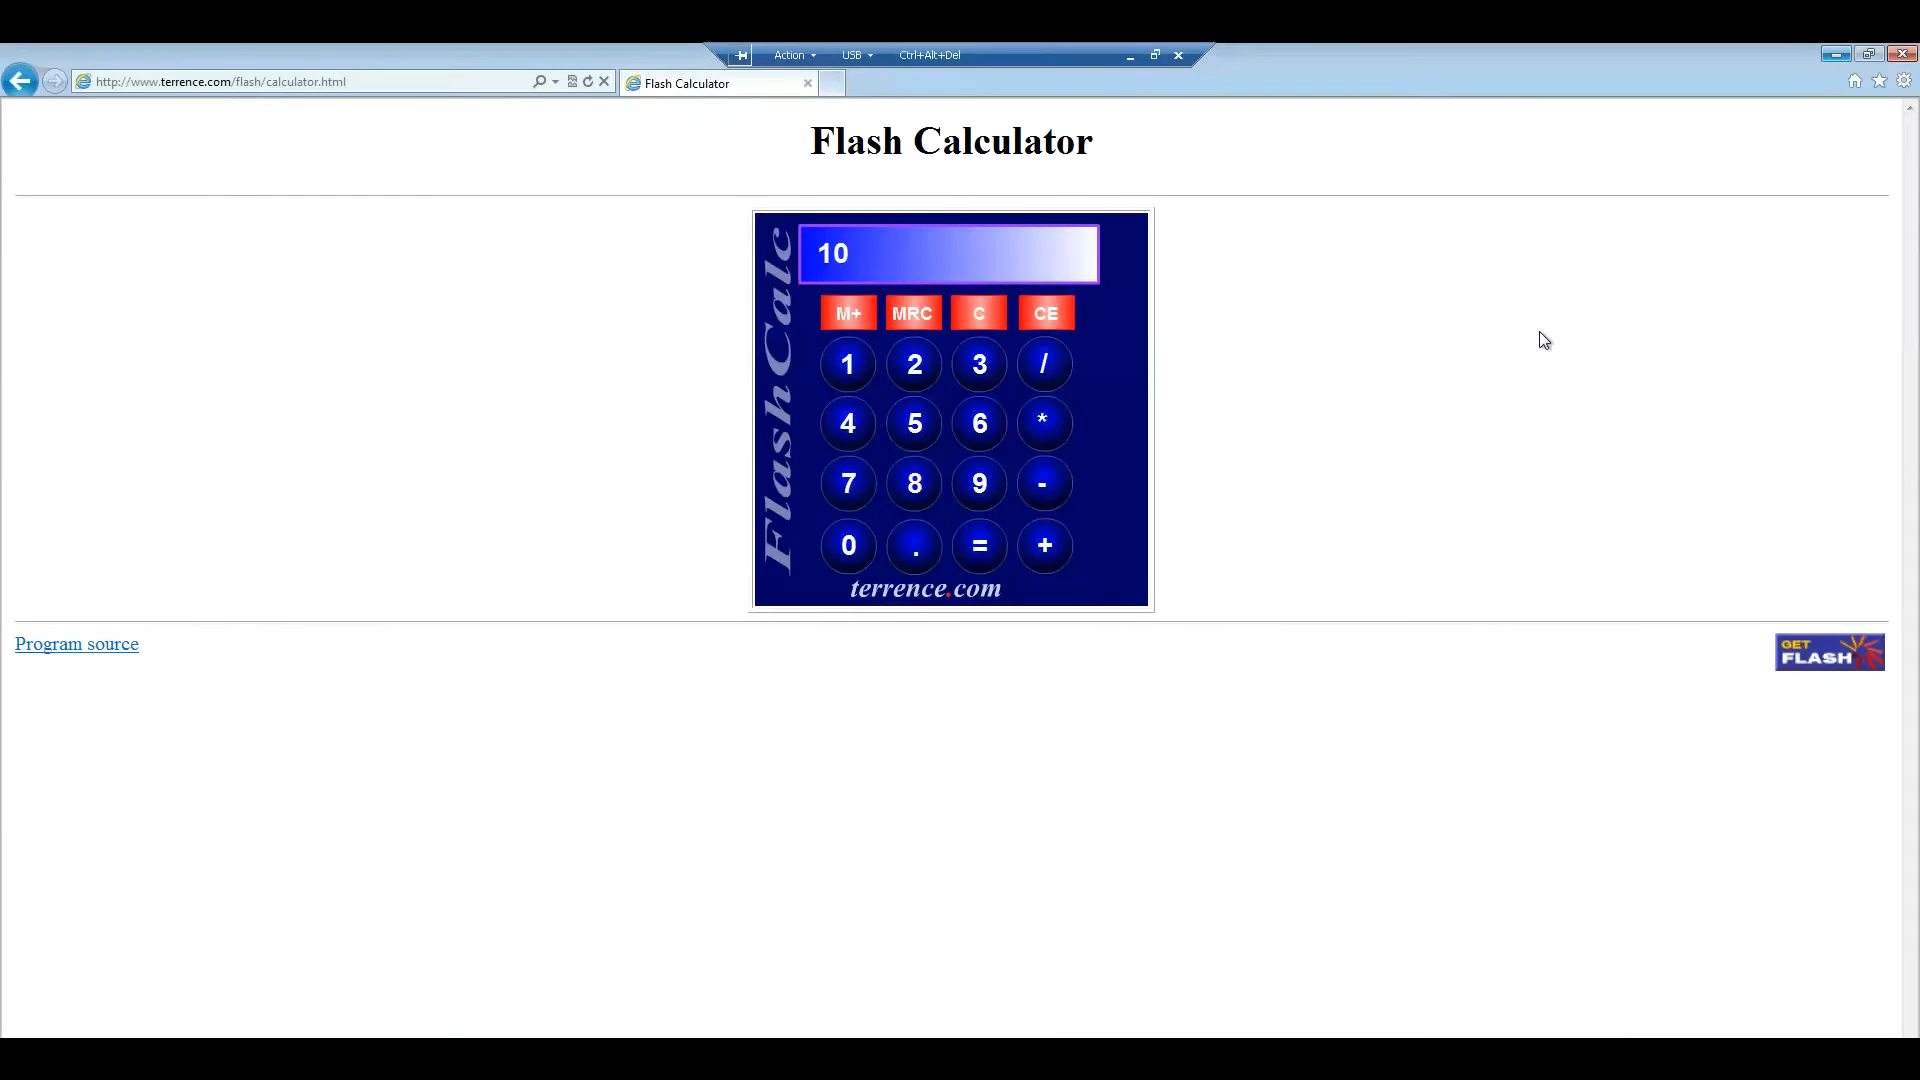 Action USB Ctrl+Alt+Del
http://www.terrence.com/flash/calculator.html
Flash Calculator
Flash Calculator
FlashCalc
10
M+ MRC C CE
1 2 3 /
4 5 6 *
7 8 9 -
0 . = +
terrence.com
Program source
GET
FLASH